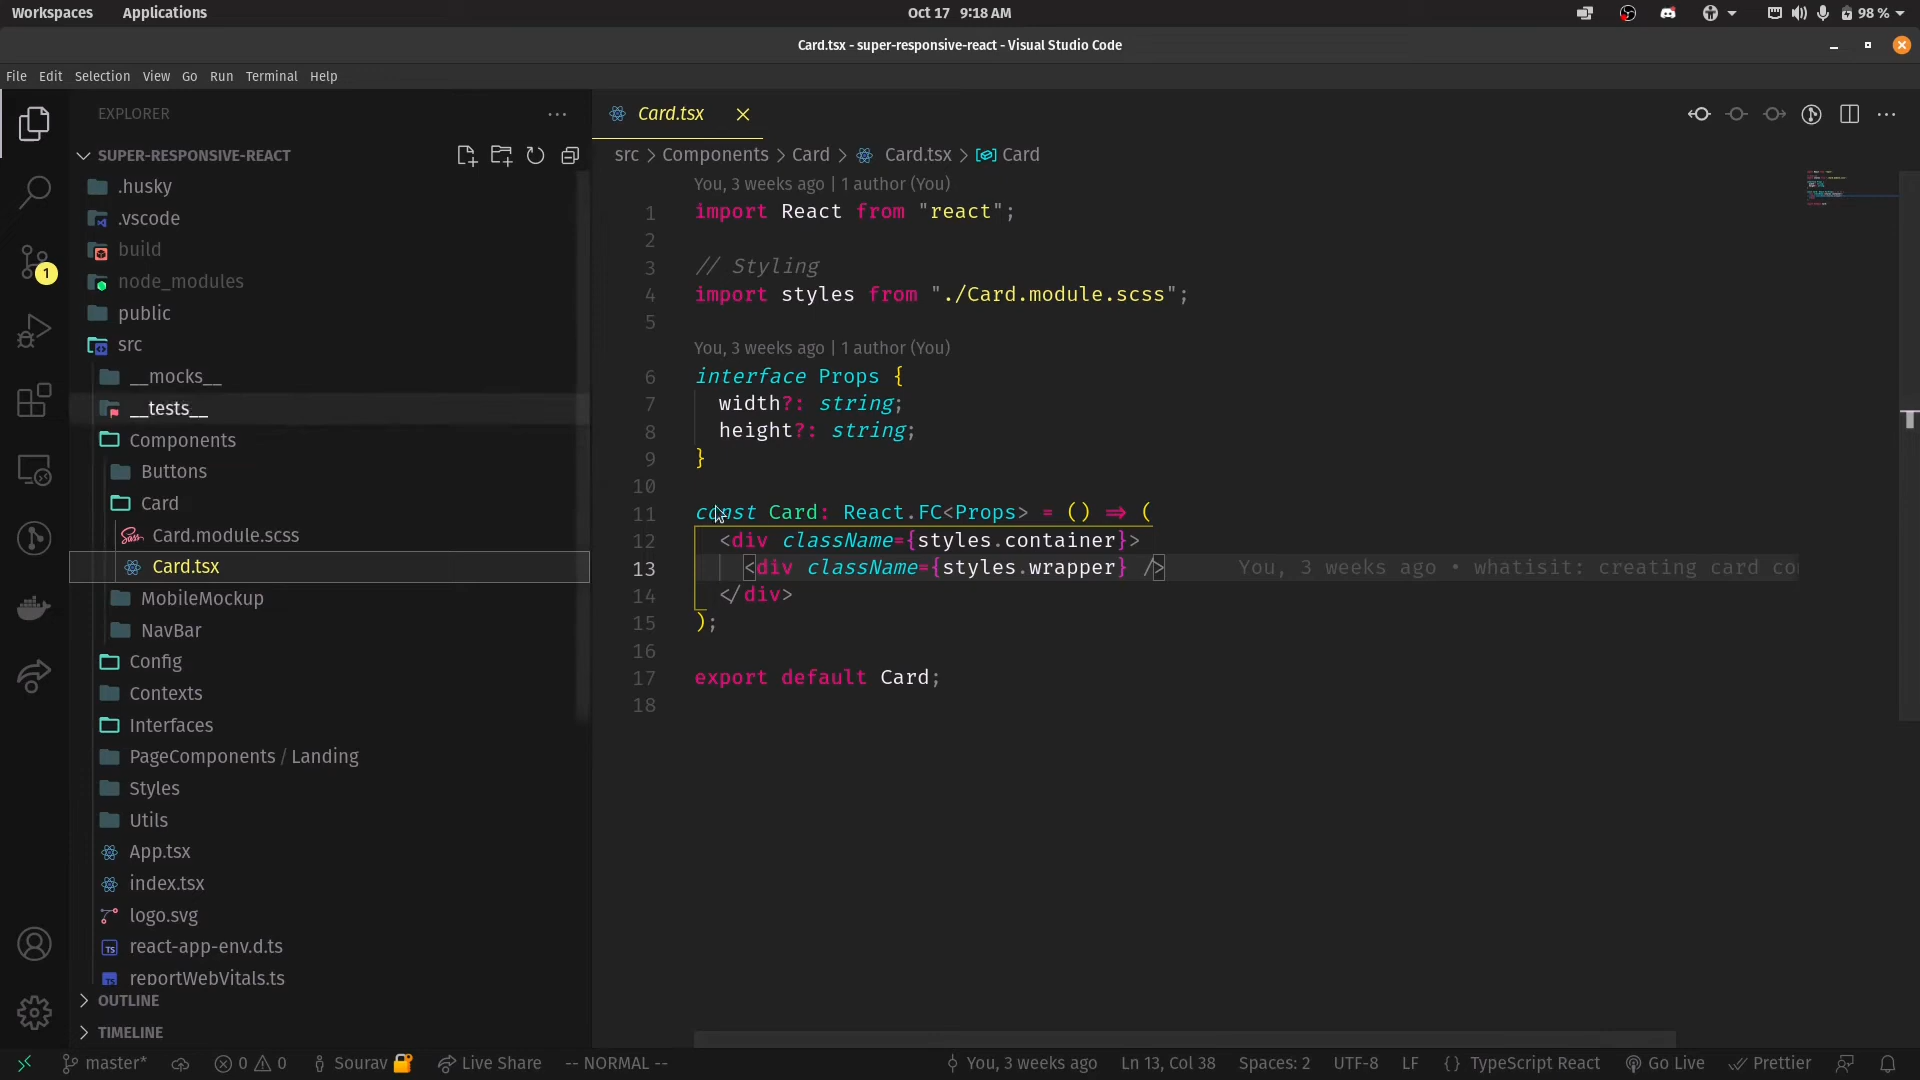 Workspaces
Applications
Oct 17 9:18 AM
98 %
Card.tsx - super-responsive-react - Visual Studio Code
File Edit Selection View Go Run Terminal Help
EXPLORER
SUPER-RESPONSIVE-REACT
.husky
.vscode
build
node_modules
public
src
__mocks__
__tests__
Components
Buttons
Card
Card.module.scss
Card.tsx
MobileMockup
NavBar
Config
Contexts
Interfaces
PageComponents / Landing
Styles
Utils
App.tsx
index.tsx
logo.svg
react-app-env.d.ts
reportWebVitals.ts
OUTLINE
TIMELINE
1
Card.tsx
src > Components > Card > Card.tsx > Card
You, 3 weeks ago | 1 author (You)
1 import React from "react";
2
3 // Styling
4 import styles from "./Card.module.scss";
5
You, 3 weeks ago | 1 author (You)
6 interface Props {
7 width?: string;
8 height?: string;
9 }
10
11 const Card: React.FC<Props> = () => (
12 <div className={styles.container}>
13 <div className={styles.wrapper} /> You, 3 weeks ago • whatisit: creating card co
14 </div>
15 );
16
17 export default Card;
18
master* 0 0 Sourav Live Share -- NORMAL -- You, 3 weeks ago Ln 13, Col 38 Spaces: 2 UTF-8 LF {} TypeScript React Go Live Prettier